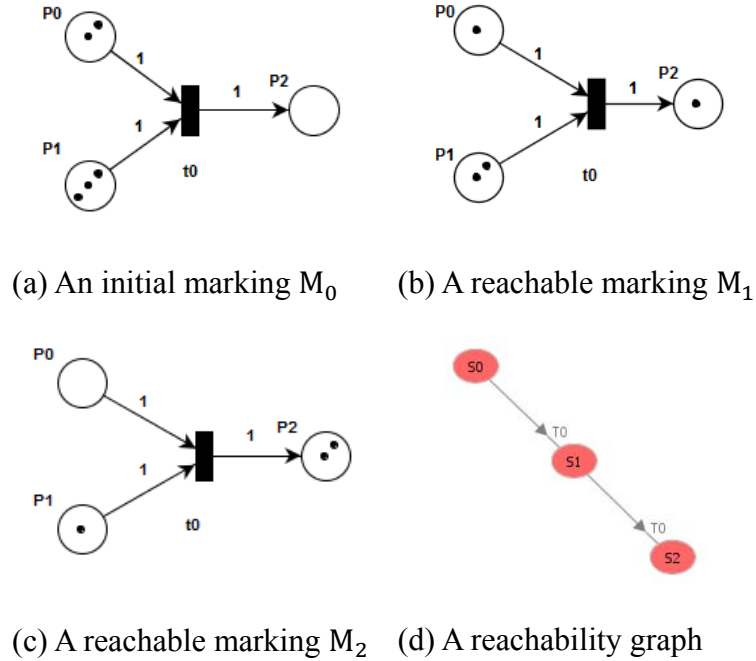 P0
1
1
P2
1
P1
t0
(a) An initial marking M₀
P0
1
P2
1
1
P1
t0
(b) A reachable marking M₁
P0
1
P2
1
1
P1
t0
(c) A reachable marking M₂
S0
T0
S1
T0
S2
(d) A reachability graph